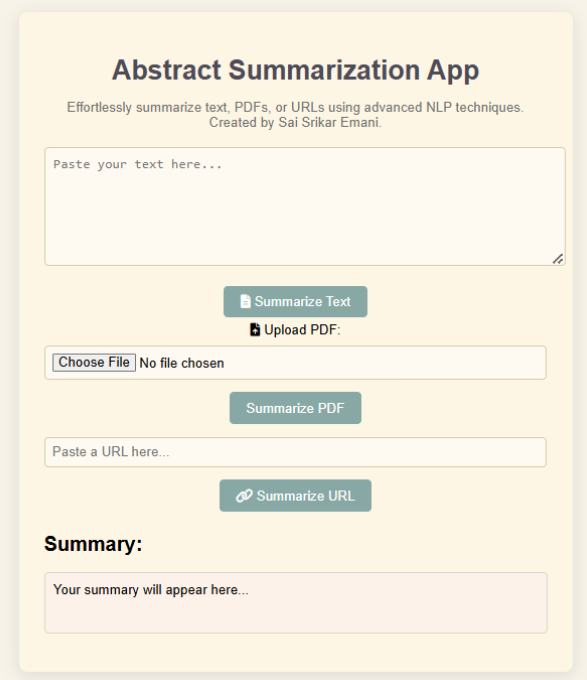 Abstract Summarization App
Effortlessly summarize text, PDFs, or URLs using advanced NLP techniques.
Created by Sai Srikar Emani.
Paste your text here...
Summarize Text
Upload PDF:
Choose File No file chosen
Summarize PDF
Paste a URL here...
Summarize URL
Summary:
Your summary will appear here...